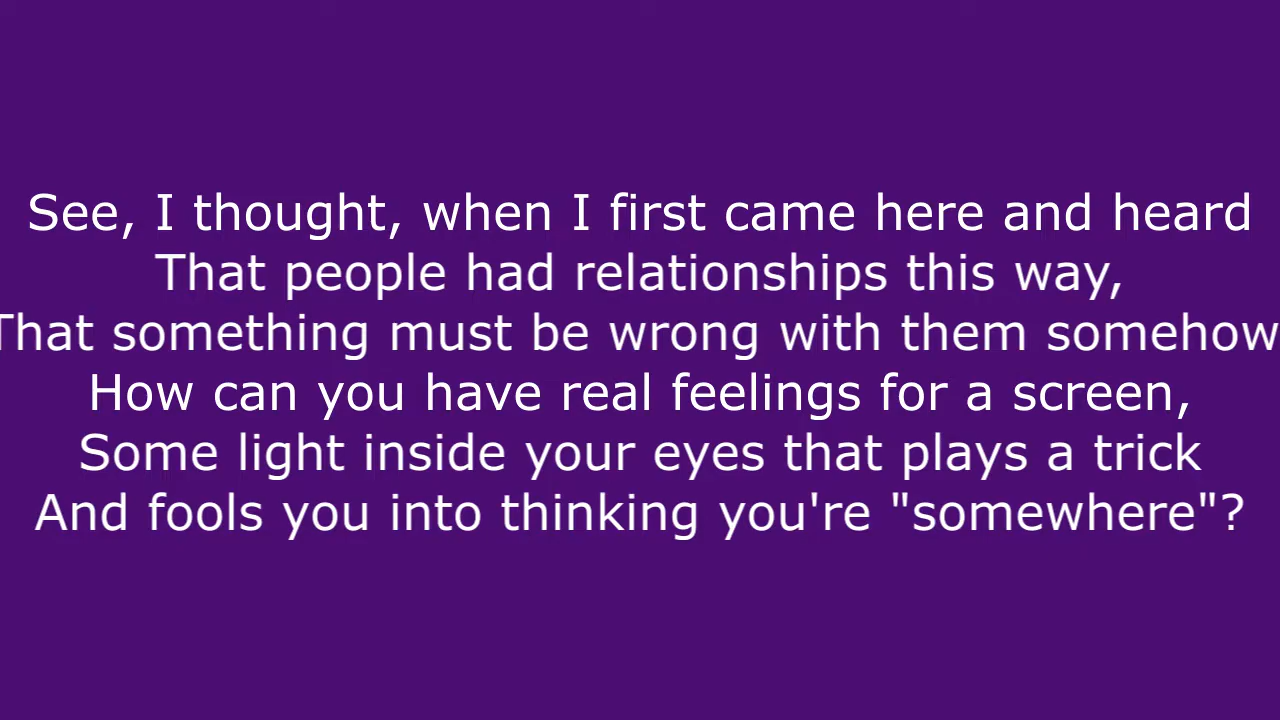 See, I thought, when I first came here and heard
That people had relationships this way,
That something must be wrong with them somehow
How can you have real feelings for a screen,
Some light inside your eyes that plays a trick
And fools you into thinking you're "somewhere"?